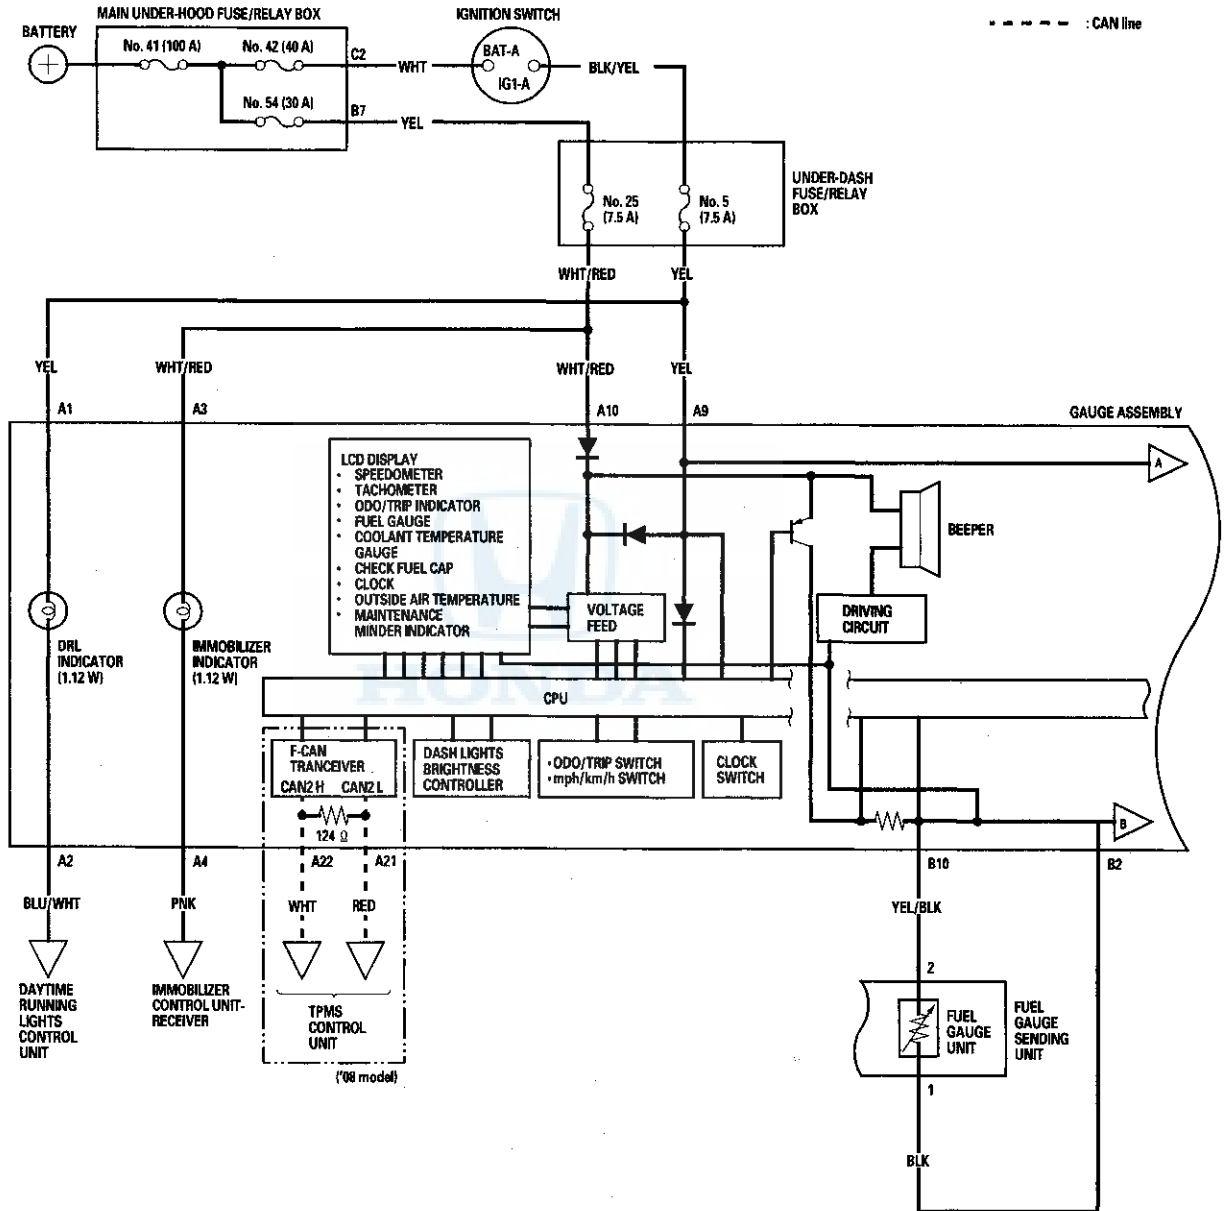 MAIN UNDER-HOOD FUSE/RELAY BOX
IGNITION SWITCH
: CAN line
BATTERY
No. 41 (100 A)
No. 42 (40 A)
C2
WHT
BAT-A
IG1-A
BLK/YEL
No. 54 (30 A)
B7
YEL
UNDER-DASH
FUSE/RELAY
BOX
No. 25
(7.5 A)
No. 5
(7.5 A)
WHT/RED
YEL
YEL
WHT/RED
WHT/RED
YEL
A1
A3
A10
A9
GAUGE ASSEMBLY
LCD DISPLAY
• SPEEDOMETER
• TACHOMETER
• ODO/TRIP INDICATOR
• FUEL GAUGE
• COOLANT TEMPERATURE
GAUGE
• CHECK FUEL CAP
• CLOCK
• OUTSIDE AIR TEMPERATURE
• MAINTENANCE
MINDER INDICATOR
A
BEEPER
VOLTAGE
FEED
DRIVING
CIRCUIT
DRL
INDICATOR
(1.12 W)
IMMOBILIZER
INDICATOR
(1.12 W)
HONDA
CPU
F-CAN
TRANCEIVER
CAN2 H
CAN2 L
DASH LIGHTS
BRIGHTNESS
CONTROLLER
•ODO/TRIP SWITCH
•mph/km/h SWITCH
CLOCK
SWITCH
124 Ω
B
A2
A4
A22
A21
B10
B2
BLU/WHT
PNK
WHT
RED
YEL/BLK
DAYTIME
RUNNING
LIGHTS
CONTROL
UNIT
IMMOBILIZER
CONTROL UNIT-
RECEIVER
TPMS
CONTROL
UNIT
('08 model)
2
FUEL
GAUGE
UNIT
FUEL
GAUGE
SENDING
UNIT
1
BLK